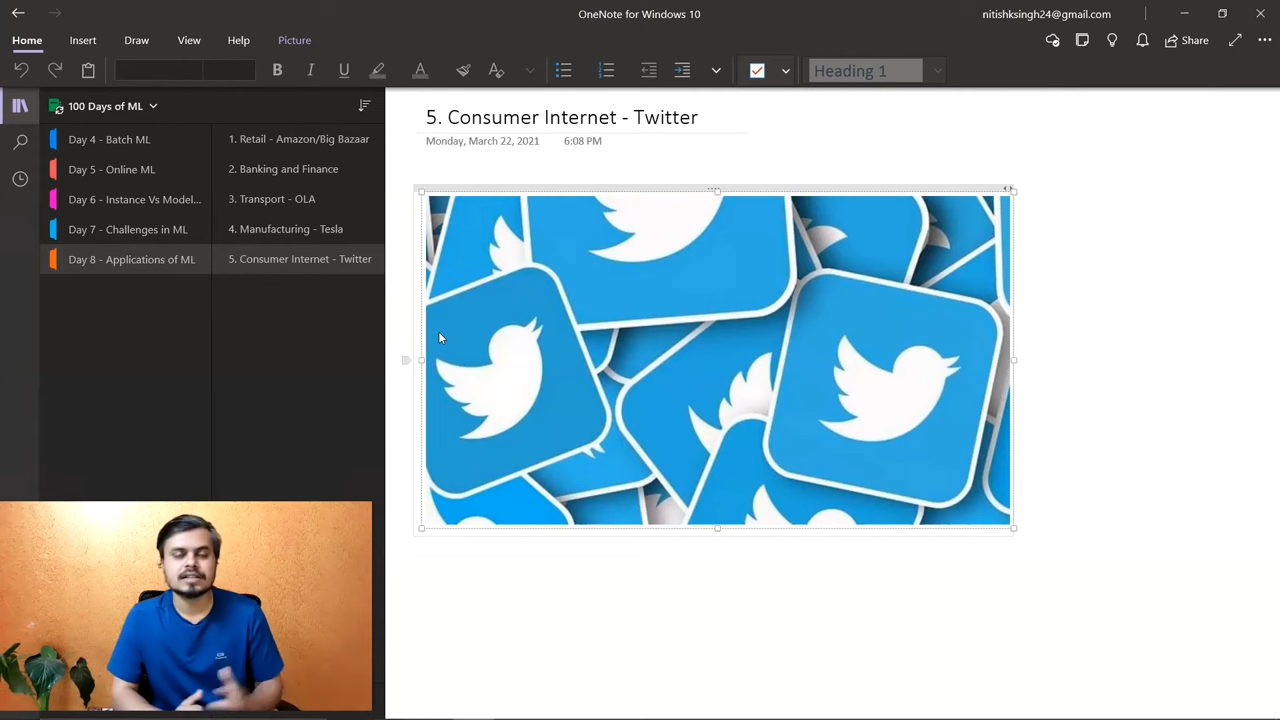 OneNote for Windows 10
nitishksingh24@gmail.com
Home
Insert
Draw
View
Help
Picture
Share
B
I
U
A
Heading 1
100 Days of ML
Day 4 - Batch ML
Day 5 - Online ML
Day 6 - Instance Vs Model...
Day 7 - Challenges in ML
Day 8 - Applications of ML
1. Retail - Amazon/Big Bazaar
2. Banking and Finance
3. Transport - OLA
4. Manufacturing - Tesla
5. Consumer Internet - Twitter
5. Consumer Internet - Twitter
Monday, March 22, 2021 6:08 PM